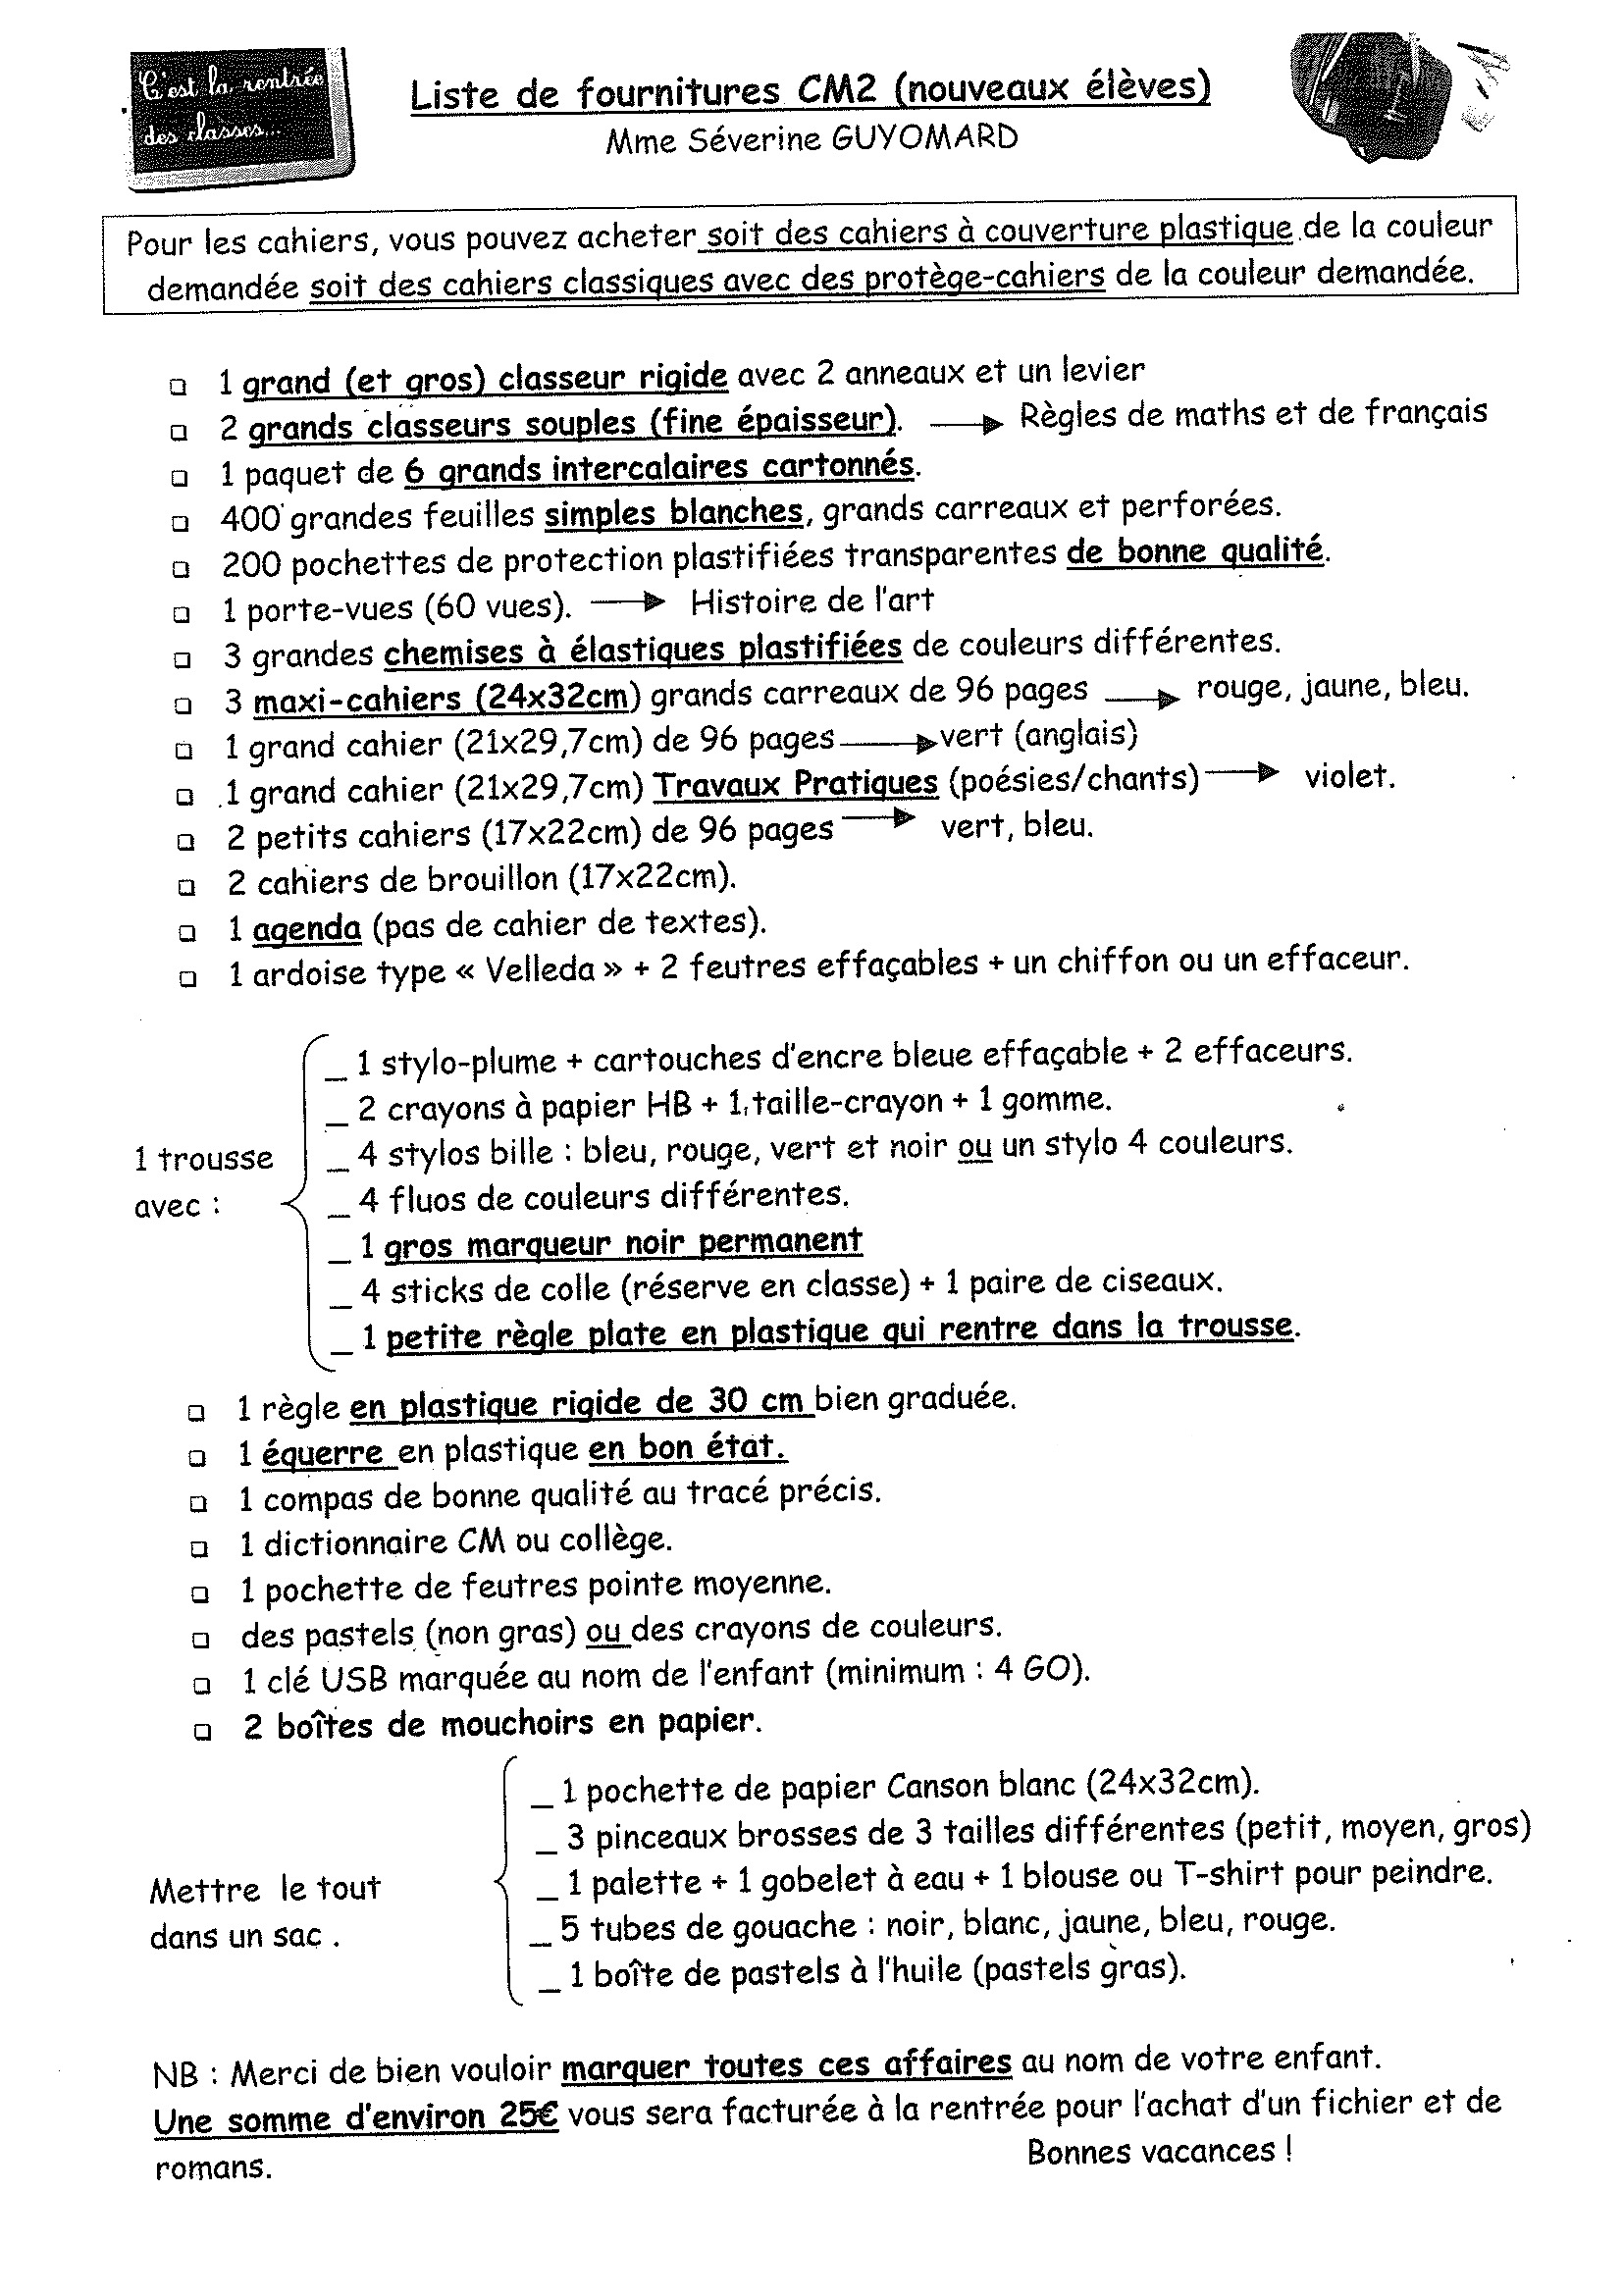 C'est la rentrée
des classes...
Liste de fournitures CM2 (nouveaux élèves)
Mme Séverine GUYOMARD
Pour les cahiers, vous pouvez acheter soit des cahiers à couverture plastique de la couleur
demandée soit des cahiers classiques avec des protège-cahiers de la couleur demandée.
1 grand (et gros) classeur rigide avec 2 anneaux et un levier
2 grands classeurs souples (fine épaisseur). → Règles de maths et de français
1 paquet de 6 grands intercalaires cartonnés.
400 grandes feuilles simples blanches, grands carreaux et perforées.
200 pochettes de protection plastifiées transparentes de bonne qualité.
1 porte-vues (60 vues). → Histoire de l'art
3 grandes chemises à élastiques plastifiées de couleurs différentes.
3 maxi-cahiers (24x32cm) grands carreaux de 96 pages → rouge, jaune, bleu.
1 grand cahier (21x29,7cm) de 96 pages → vert (anglais)
1 grand cahier (21x29,7cm) Travaux Pratiques (poésies/chants) → violet.
2 petits cahiers (17x22cm) de 96 pages → vert, bleu.
2 cahiers de brouillon (17x22cm).
1 agenda (pas de cahier de textes).
1 ardoise type « Velleda » + 2 feutres effaçables + un chiffon ou un effaceur.
1 trousse
avec :
_ 1 stylo-plume + cartouches d'encre bleue effaçable + 2 effaceurs.
_ 2 crayons à papier HB + 1 taille-crayon + 1 gomme.
_ 4 stylos bille : bleu, rouge, vert et noir ou un stylo 4 couleurs.
_ 4 fluos de couleurs différentes.
_ 1 gros marqueur noir permanent
_ 4 sticks de colle (réserve en classe) + 1 paire de ciseaux.
_ 1 petite règle plate en plastique qui rentre dans la trousse.
1 règle en plastique rigide de 30 cm bien graduée.
1 équerre en plastique en bon état.
1 compas de bonne qualité au tracé précis.
1 dictionnaire CM ou collège.
1 pochette de feutres pointe moyenne.
des pastels (non gras) ou des crayons de couleurs.
1 clé USB marquée au nom de l'enfant (minimum : 4 GO).
2 boîtes de mouchoirs en papier.
Mettre le tout
dans un sac .
_ 1 pochette de papier Canson blanc (24x32cm).
_ 3 pinceaux brosses de 3 tailles différentes (petit, moyen, gros)
_ 1 palette + 1 gobelet à eau + 1 blouse ou T-shirt pour peindre.
_ 5 tubes de gouache : noir, blanc, jaune, bleu, rouge.
_ 1 boîte de pastels à l'huile (pastels gras).
NB : Merci de bien vouloir marquer toutes ces affaires au nom de votre enfant.
Une somme d'environ 25€ vous sera facturée à la rentrée pour l'achat d'un fichier et de
romans.
Bonnes vacances !